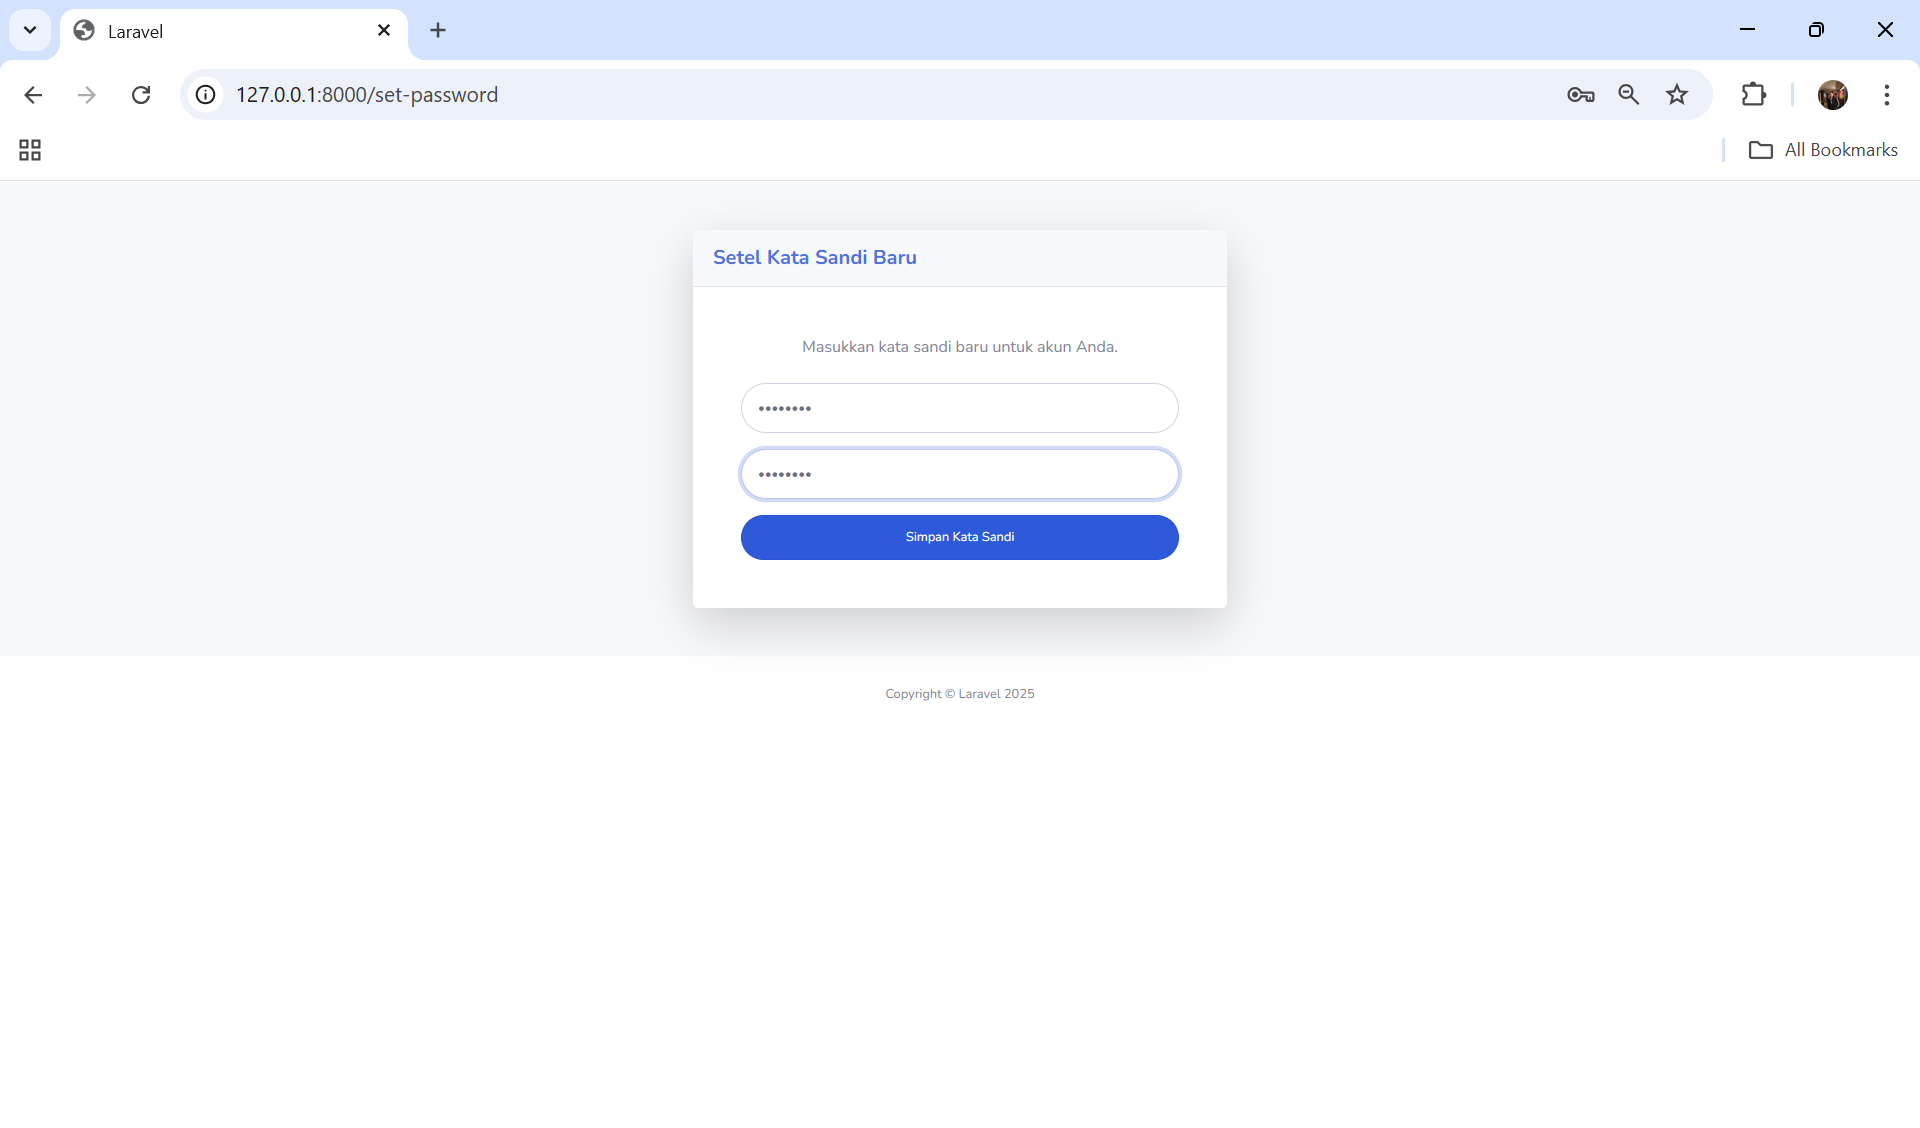 Laravel
127.0.0.1:8000/set-password
All Bookmarks
Setel Kata Sandi Baru
Masukkan kata sandi baru untuk akun Anda.
••••••••
••••••••
Simpan Kata Sandi
Copyright © Laravel 2025